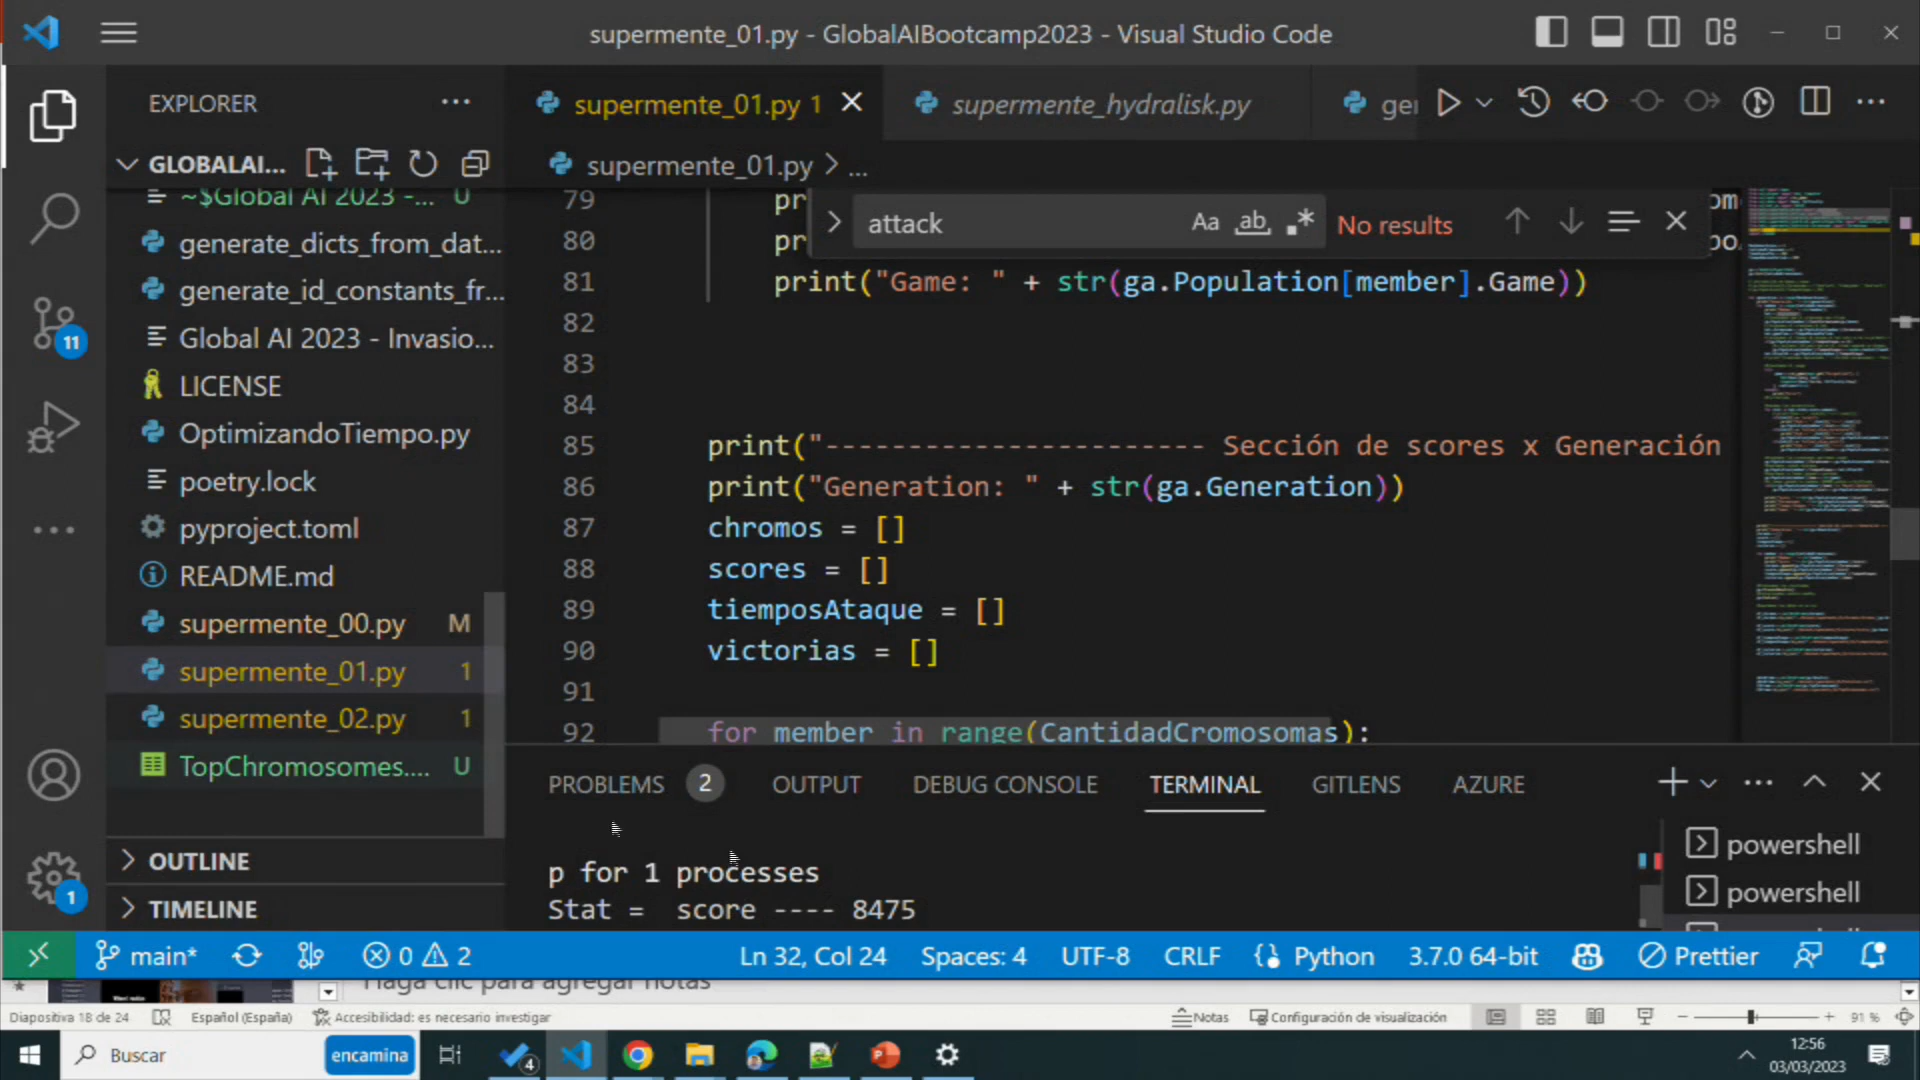 supermente_01.py - GlobalAIBootcamp2023 - Visual Studio Code
EXPLORER
supermente_01.py 1
supermente_hydralisk.py
ge
GLOBALAI...
supermente_01.py > ...
~$Global AI 2023 -... U
generate_dicts_from_dat...
generate_id_constants_fr...
Global AI 2023 - Invasio...
LICENSE
OptimizandoTiempo.py
poetry.lock
pyproject.toml
README.md
supermente_00.py M
supermente_01.py 1
supermente_02.py 1
TopChromosomes.... U
OUTLINE
TIMELINE
11
1
attack
Aa
ab
No results
79 pr
80 pr
81 print("Game: " + str(ga.Population[member].Game))
82
83
84
85 print("----------------------- Sección de scores x Generación
86 print("Generation: " + str(ga.Generation))
87 chromos = []
88 scores = []
89 tiemposAtaque = []
90 victorias = []
91
92 for member in range(CantidadCromosomas):
PROBLEMS 2 OUTPUT DEBUG CONSOLE TERMINAL GITLENS AZURE
p for 1 processes
Stat = score ---- 8475
powershell
powershell
main* 0 2 Ln 32, Col 24 Spaces: 4 UTF-8 CRLF Python 3.7.0 64-bit Prettier
Haga clic para agregar notas
Diapositiva 18 de 24 Español (España) Accesibilidad: es necesario investigar Notas Configuración de visualización 91 %
Buscar encamina 4
12:56
03/03/2023